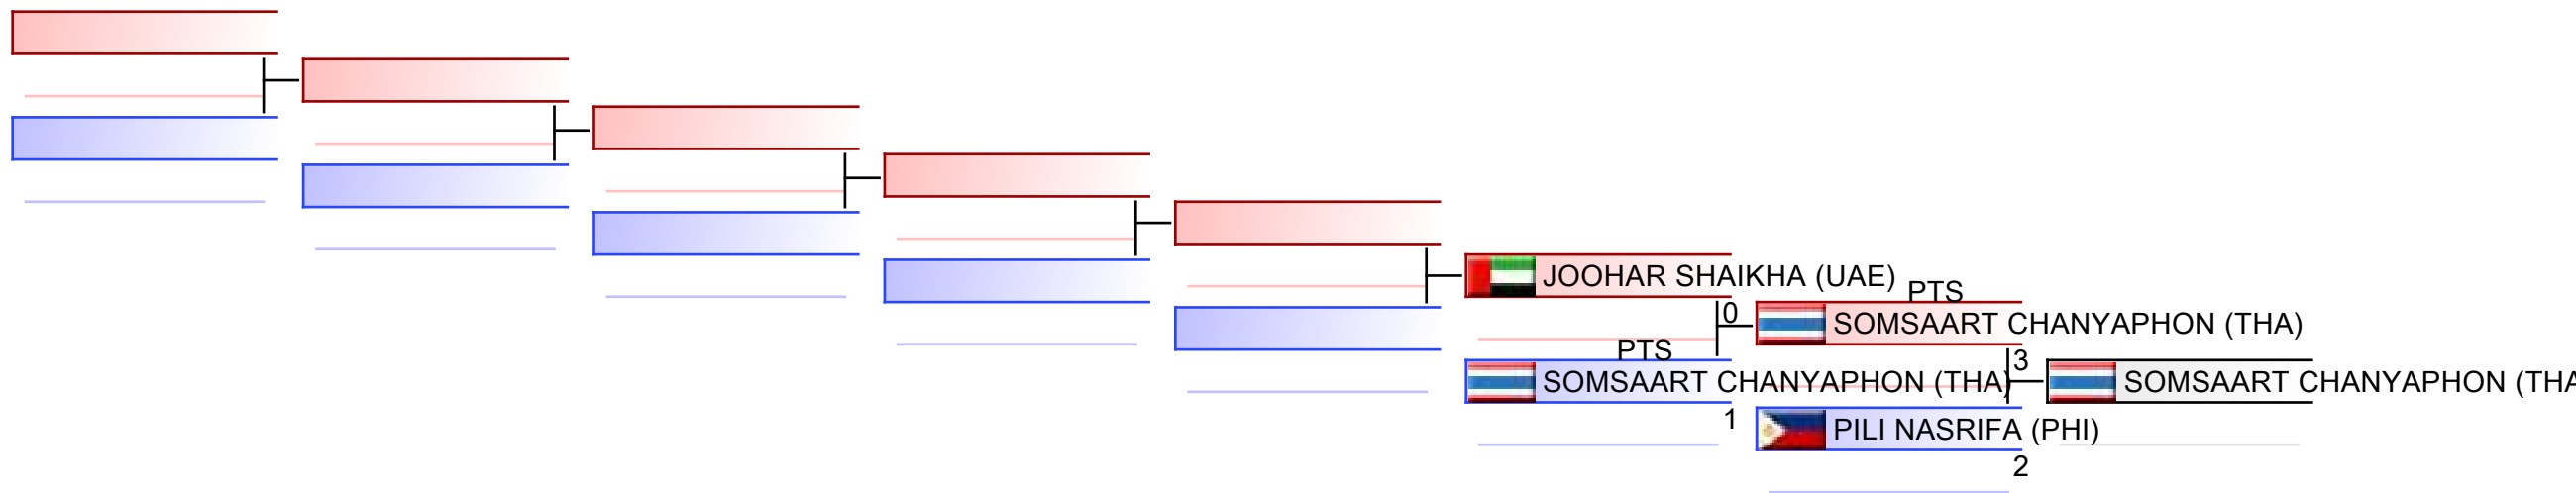 JOOHAR SHAIKHA (UAE)
0
PTS
SOMSAART CHANYAPHON (THA)
1
PTS
SOMSAART CHANYAPHON (THA)
3
PILI NASRIFA (PHI)
2
SOMSAART CHANYAPHON (THA